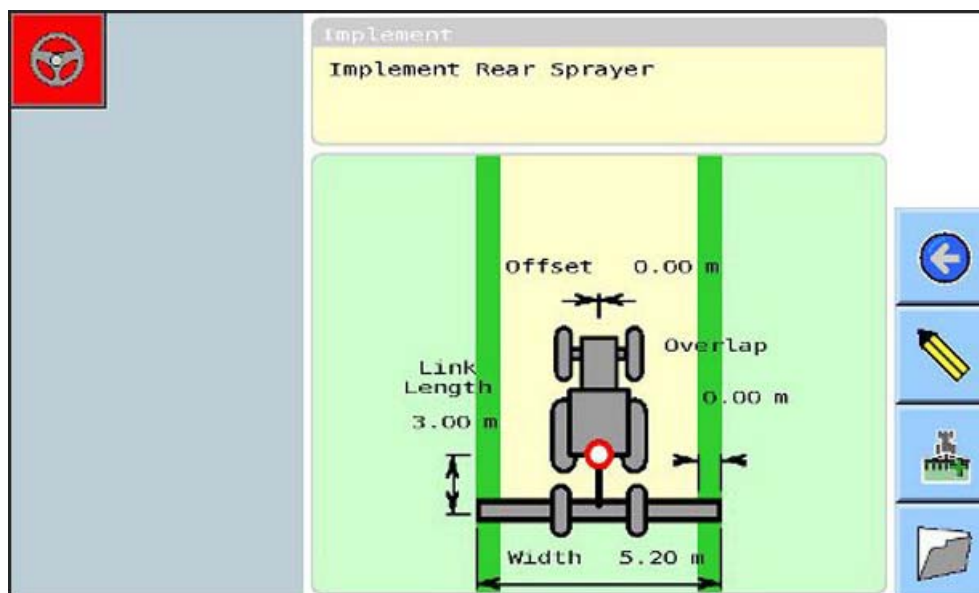 Implement
Implement Rear Sprayer
Offset 0.00 m
Overlap
0.00 m
Link
Length
3.00 m
Width 5.20 m